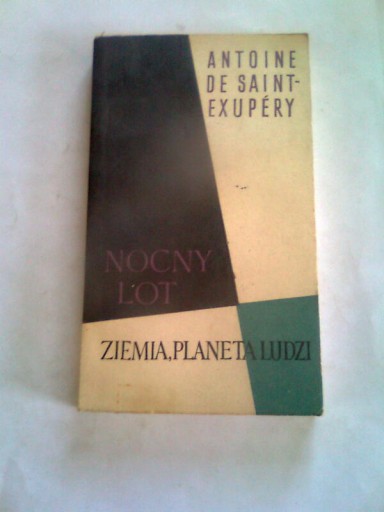 ANTOINE
DE SAINT-
EXUPÉRY
NOCNY
LOT
ZIEMIA, PLANETA LUDZI